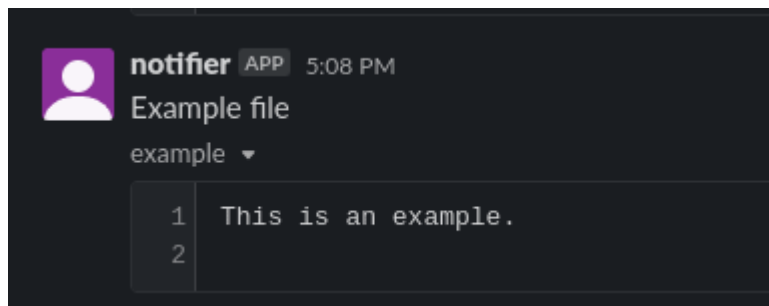 notifier APP 5:08 PM
Example file
example
1 This is an example.
2